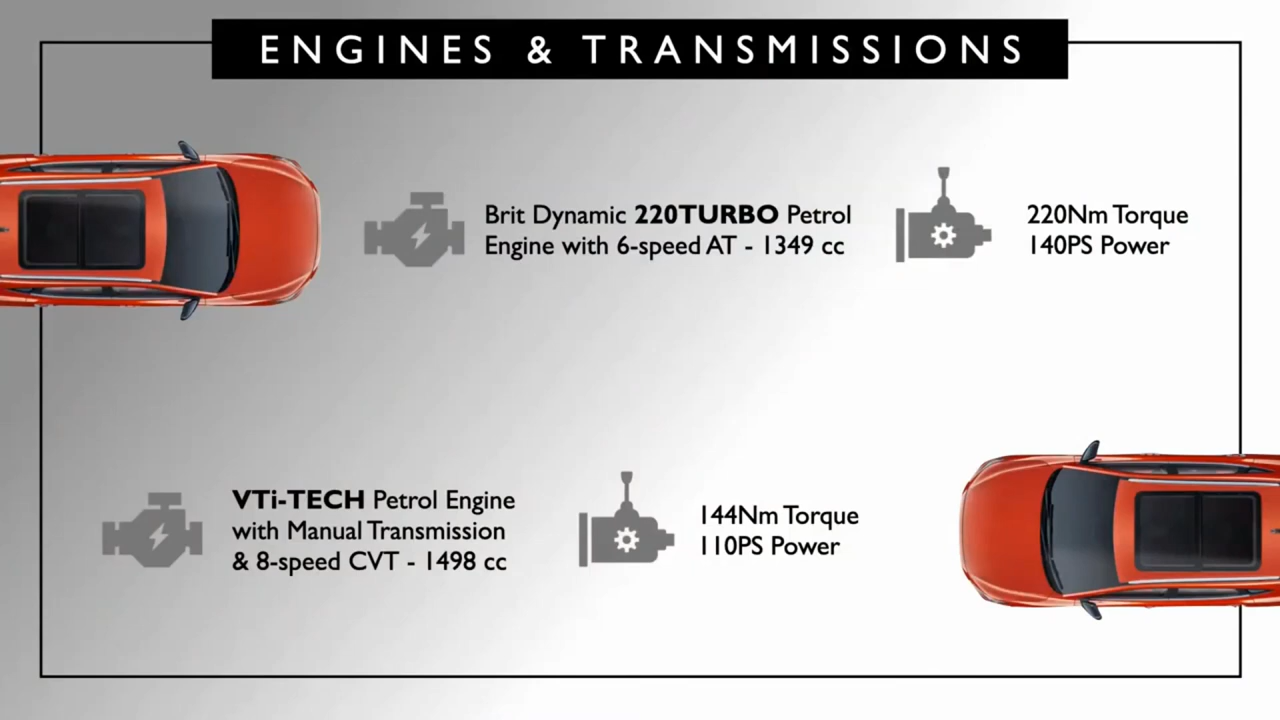 ENGINES & TRANSMISSIONS
Brit Dynamic 220TURBO Petrol
Engine with 6-speed AT - 1349 cc
220Nm Torque
140PS Power
VTi-TECH Petrol Engine
with Manual Transmission
& 8-speed CVT - 1498 cc
144Nm Torque
110PS Power